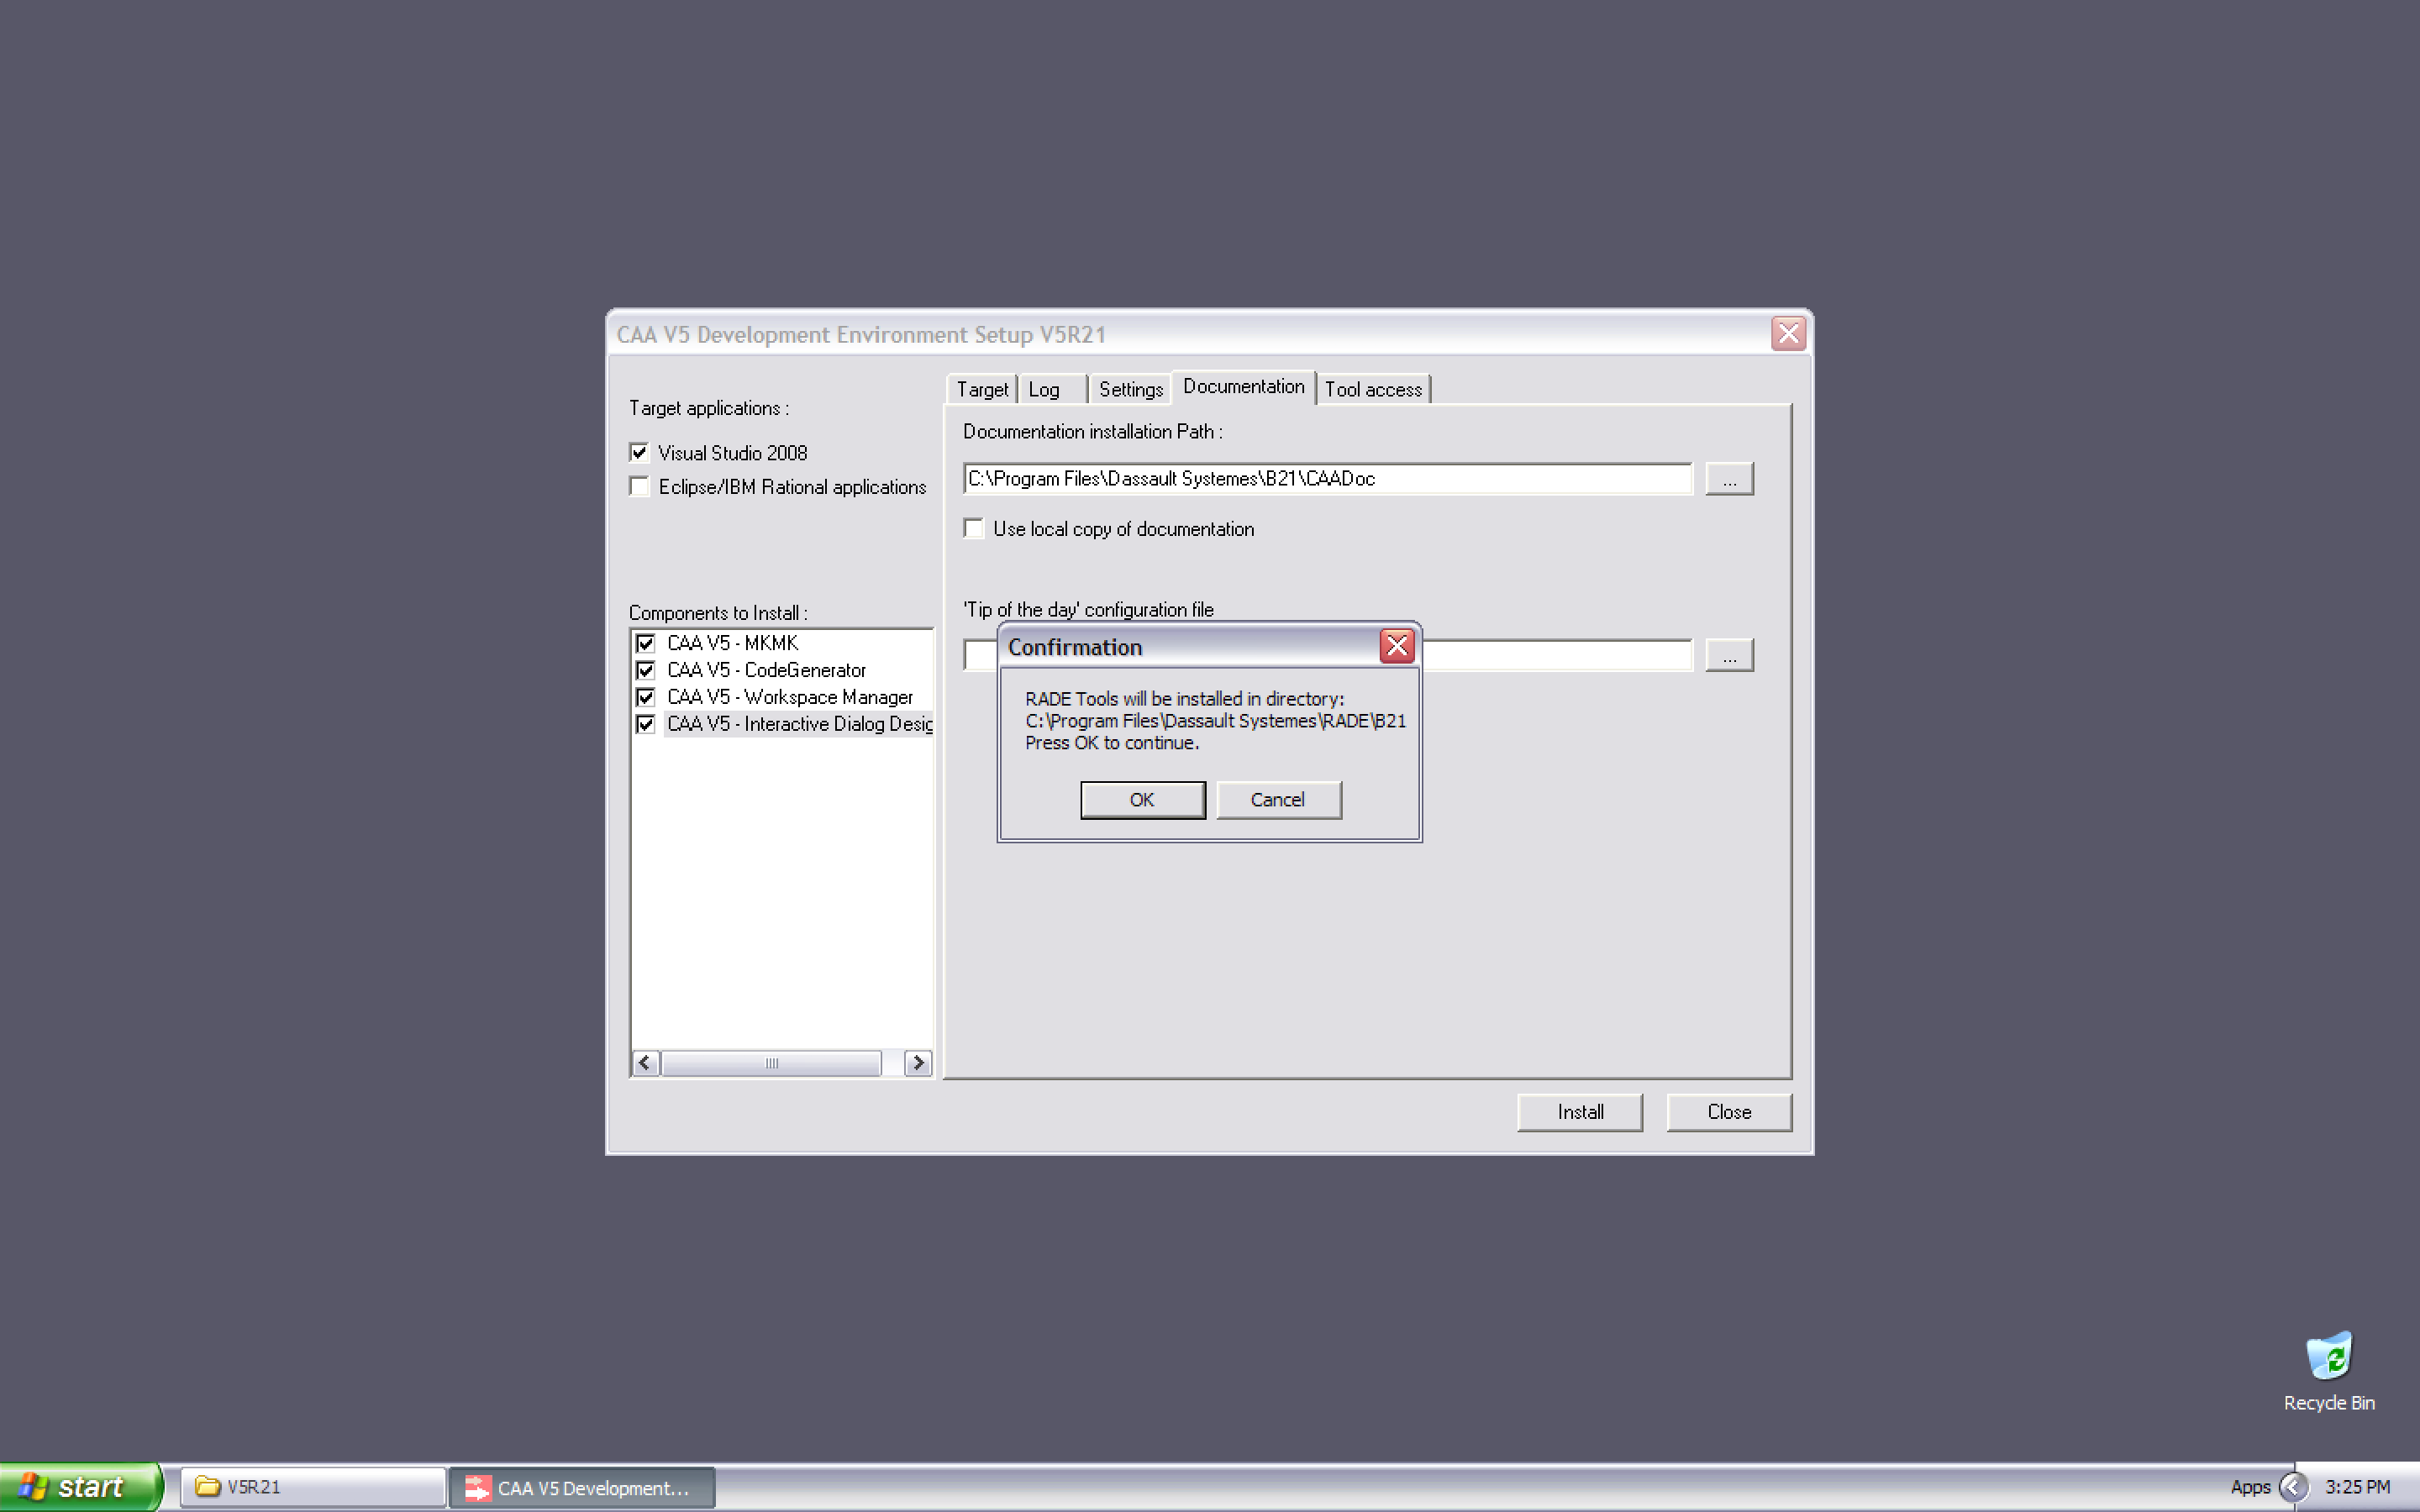 CAA V5 Development Environment Setup V5R21
Target applications :
Visual Studio 2008
Eclipse/IBM Rational applications
Components to Install :
CAA V5 - MKMK
CAA V5 - CodeGenerator
CAA V5 - Workspace Manager
CAA V5 - Interactive Dialog Desig
Target Log Settings Documentation Tool access
Documentation installation Path :
C:\Program Files\Dassault Systemes\B21\CAADoc
...
Use local copy of documentation
'Tip of the day' configuration file
...
Confirmation
RADE Tools will be installed in directory:
C:\Program Files\Dassault Systemes\RADE\B21
Press OK to continue.
OK Cancel
Install Close
Recycle Bin
start V5R21 CAA V5 Development... Apps 3:25 PM